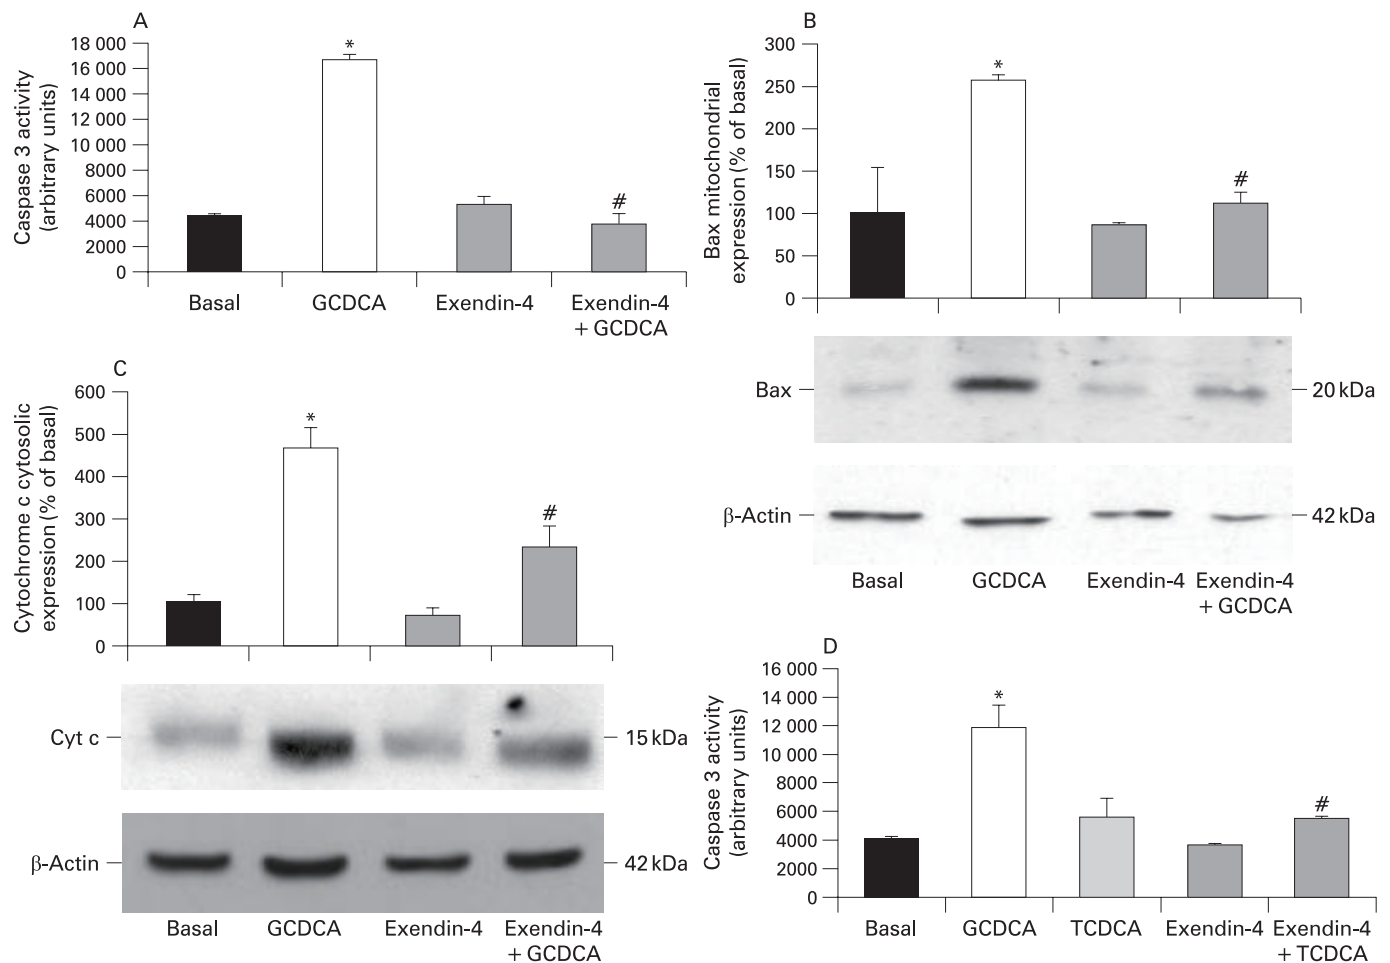 A
18 000
16 000
14 000
12 000
10 000
8000
6000
4000
2000
0
Caspase 3 activity
(arbitrary units)
*
#
Basal
GCDCA
Exendin-4
Exendin-4
+ GCDCA
B
300
250
200
150
100
50
0
Bax mitochondrial
expression (% of basal)
*
#
Bax
20 kDa
β-Actin
42 kDa
Basal
GCDCA
Exendin-4
Exendin-4
+ GCDCA
C
600
500
400
300
200
100
0
Cytochrome c cytosolic
expression (% of basal)
*
#
Cyt c
15 kDa
β-Actin
42 kDa
Basal
GCDCA
Exendin-4
Exendin-4
+ GCDCA
D
16 000
14 000
12 000
10 000
8000
6000
4000
2000
0
Caspase 3 activity
(arbitrary units)
*
#
Basal
GCDCA
TCDCA
Exendin-4
Exendin-4
+ TCDCA